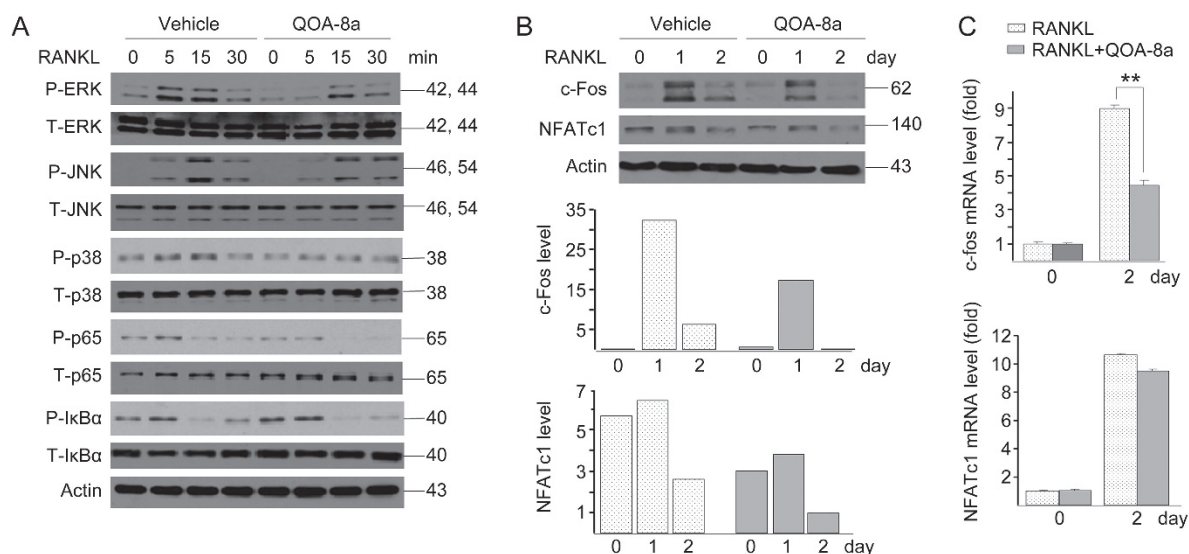 A
Vehicle QOA-8a
RANKL 0 5 15 30 0 5 15 30 min
P-ERK 42, 44
T-ERK 42, 44
P-JNK 46, 54
T-JNK 46, 54
P-p38 38
T-p38 38
P-p65 65
T-p65 65
P-IκBα 40
T-IκBα 40
Actin 43
B
Vehicle QOA-8a
RANKL 0 1 2 0 1 2 day
c-Fos 62
NFATc1 140
Actin 43
c-Fos level
35
25
15
5
0 1 2 0 1 2 day
NFATc1 level
7
5
3
1
0 1 2 0 1 2 day
C
RANKL
RANKL+QOA-8a
**
c-fos mRNA level (fold)
9
7
5
3
1
0 2 day
NFATc1 mRNA level (fold)
12
10
8
6
4
2
0 2 day